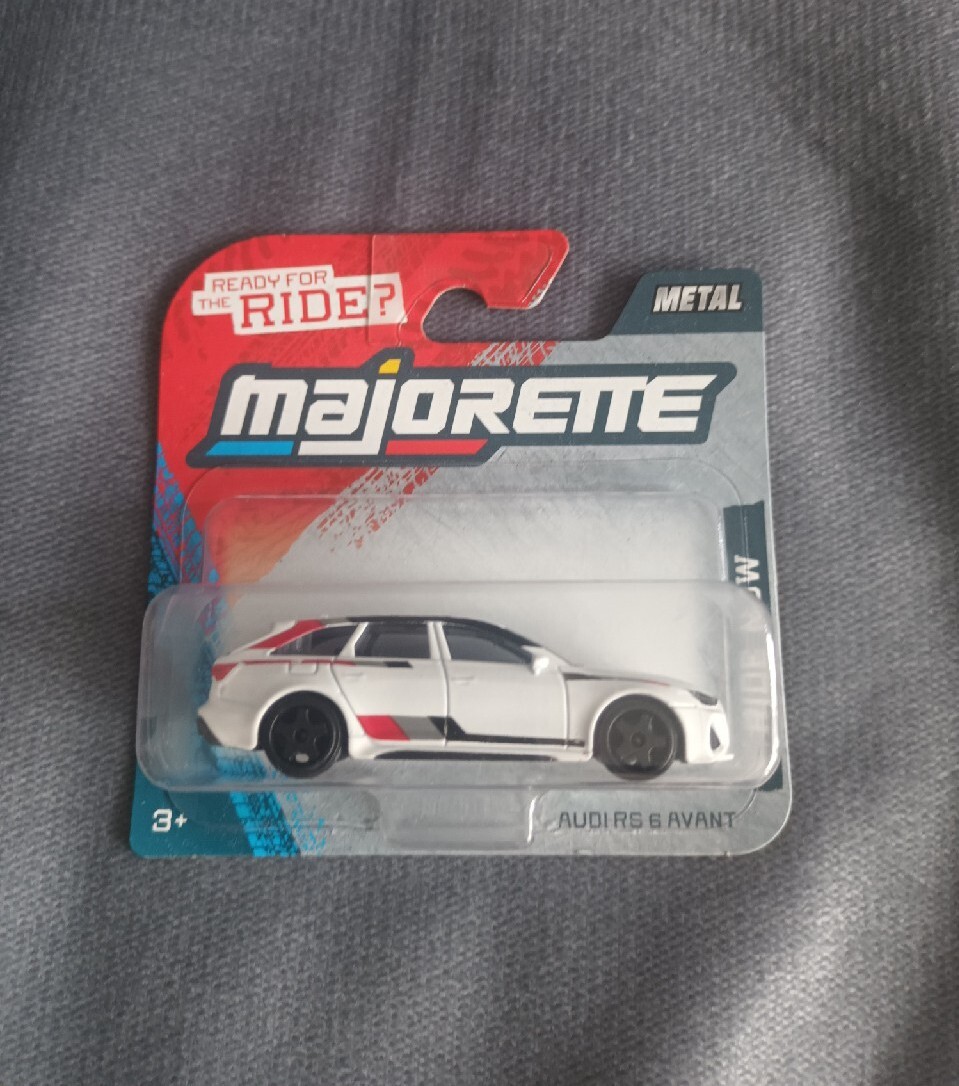 READY FOR
THE RIDE?
METAL
majorette
3+
AUDI RS 6 AVANT